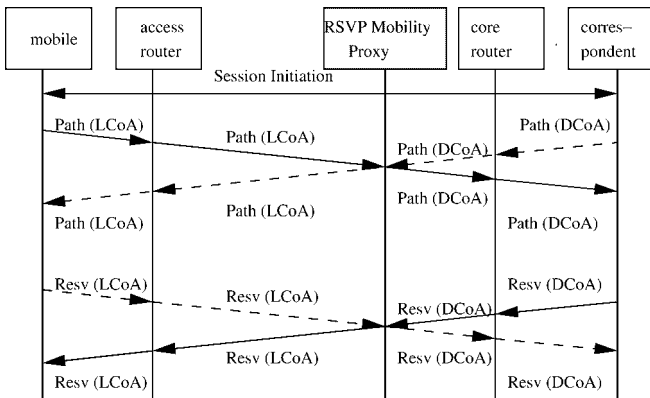 mobile
access
router
RSVP Mobility
Proxy
core
router
corres-
pondent
Session Initiation
Path (LCoA)
Path (LCoA)
Path (DCoA)
Path (DCoA)
Path (LCoA)
Path (LCoA)
Path (DCoA)
Path (DCoA)
Resv (LCoA)
Resv (LCoA)
Resv (DCoA)
Resv (DCoA)
Resv (LCoA)
Resv (LCoA)
Resv (DCoA)
Resv (DCoA)